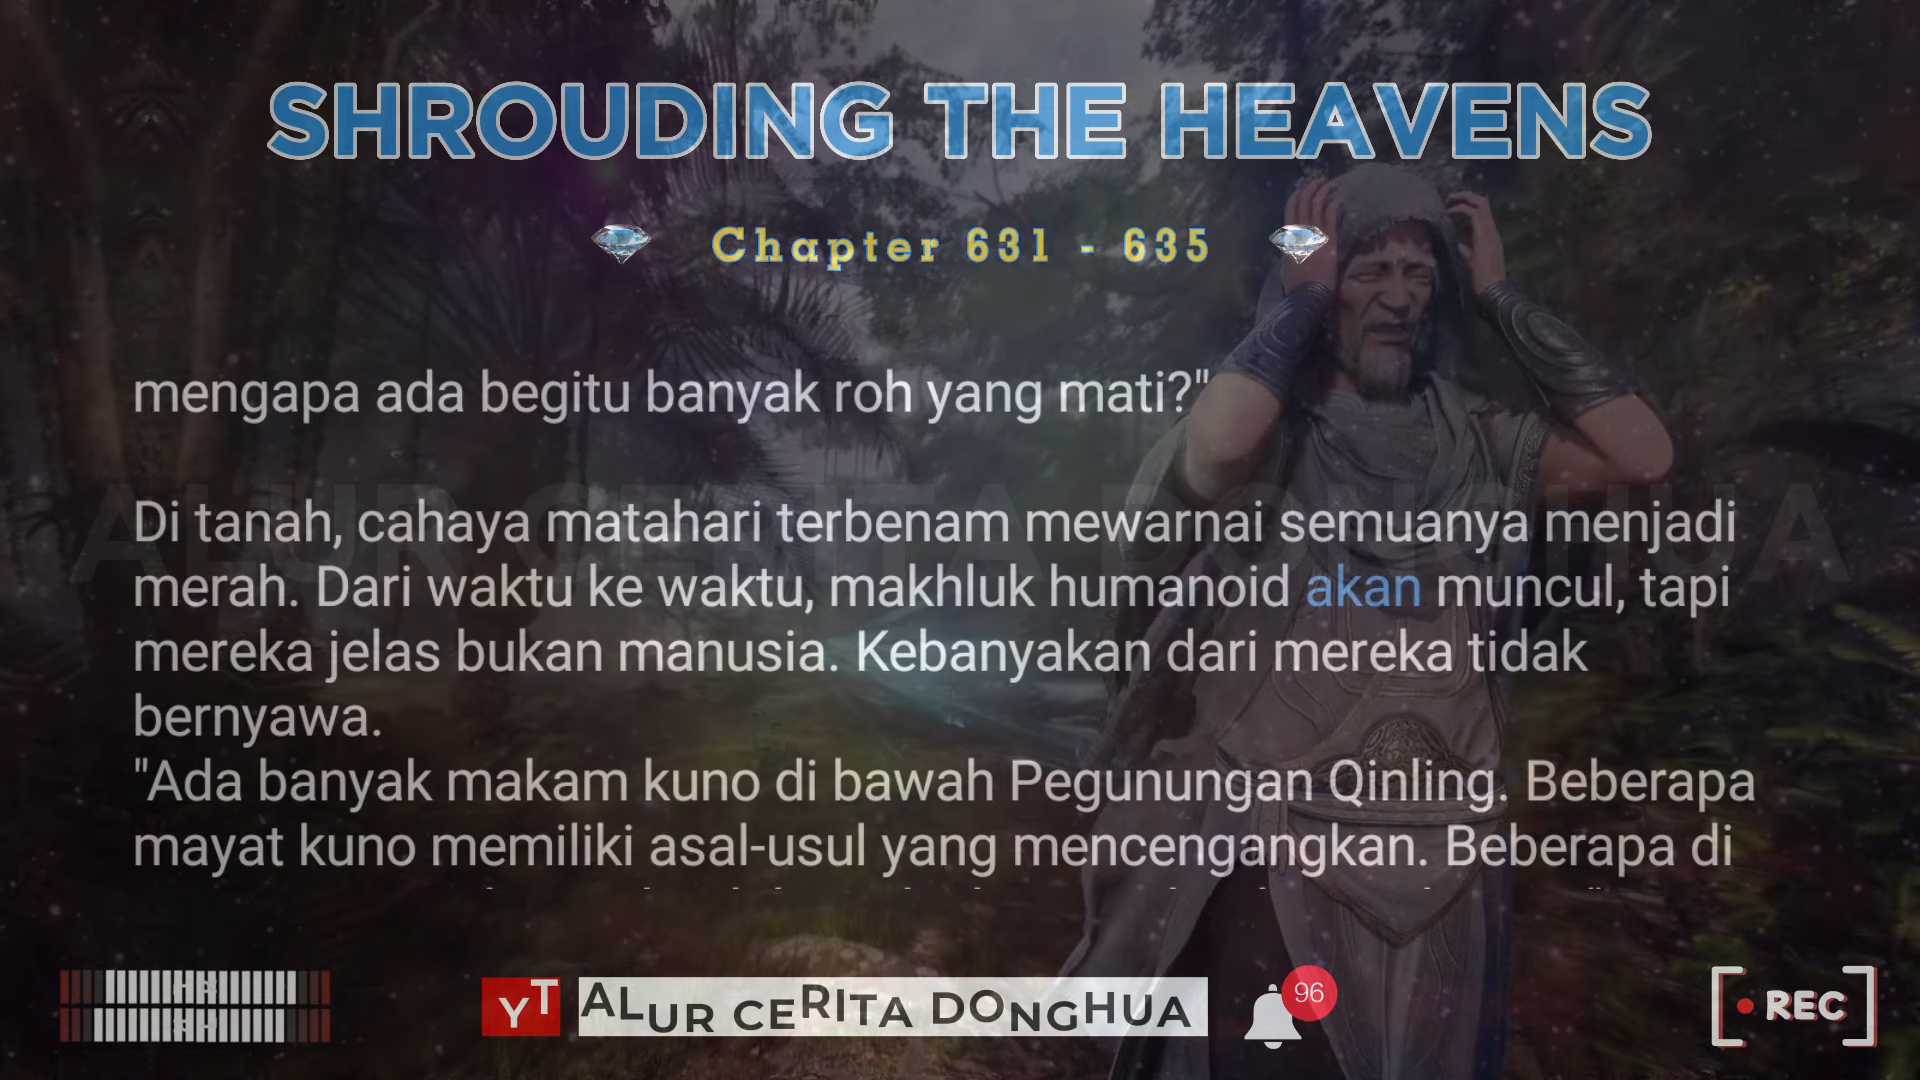 SHROUDING THE HEAVENS
Chapter 631 - 635
mengapa ada begitu banyak roh yang mati?"
Di tanah, cahaya matahari terbenam mewarnai semuanya menjadi
merah. Dari waktu ke waktu, makhluk humanoid akan muncul, tapi
mereka jelas bukan manusia. Kebanyakan dari mereka tidak
bernyawa.
"Ada banyak makam kuno di bawah Pegunungan Qinling. Beberapa
mayat kuno memiliki asal-usul yang mencengangkan. Beberapa di
ALUR CERITA DONGHUA
YT ALUR CERITA DONGHUA
96
REC